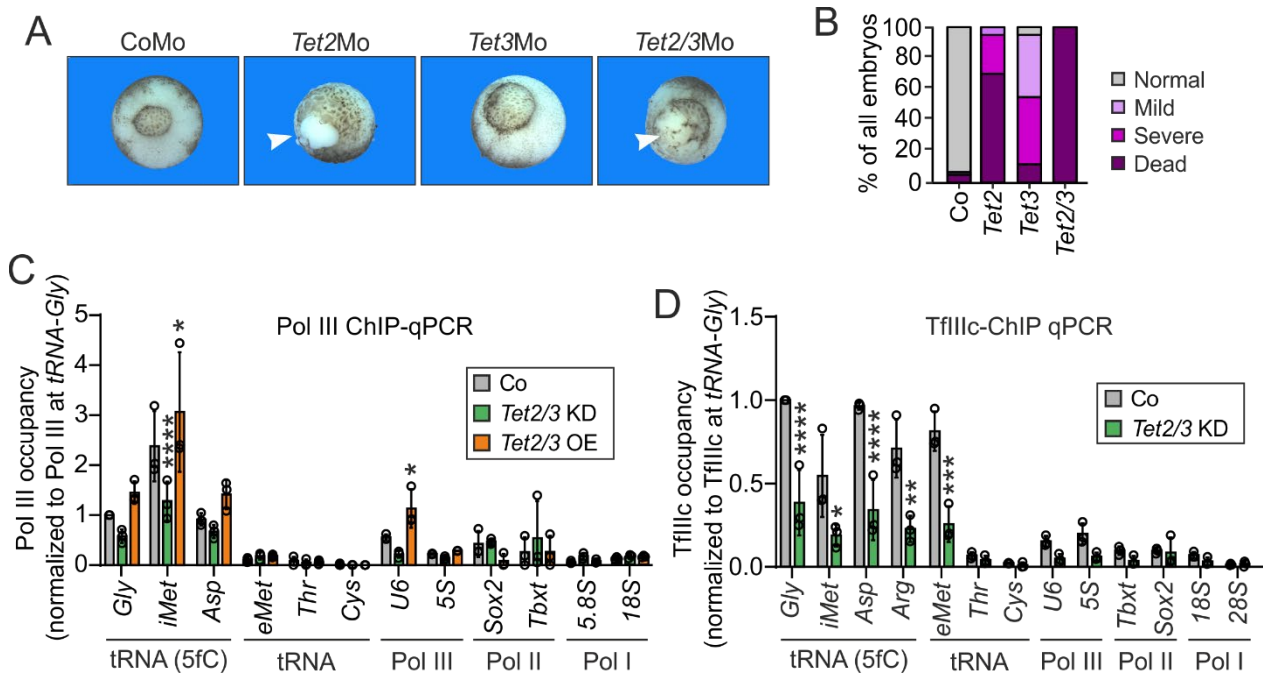 A
CoMo
Tet2Mo
Tet3Mo
Tet2/3Mo
B
% of all embryos
100
80
60
40
20
0
Co
Tet2
Tet3
Tet2/3
Normal
Mild
Severe
Dead
C
Pol III ChIP-qPCR
Pol III occupancy
(normalized to Pol III at tRNA-Gly)
5
4
3
2
1
0
Co
Tet2/3 KD
Tet2/3 OE
****
*
*
Gly
iMet
Asp
eMet
Thr
Cys
U6
5S
Sox2
Tbxt
5.8S
18S
tRNA (5fC)
tRNA
Pol III
Pol II
Pol I
D
TfIIIc-ChIP qPCR
TfIIIc occupancy
(normalized to TfIIIc at tRNA-Gly)
1.5
1.0
0.5
0.0
Co
Tet2/3 KD
****
*
****
**
***
Gly
iMet
Asp
Arg
eMet
Thr
Cys
U6
5S
Tbxt
Sox2
18S
28S
tRNA (5fC)
tRNA
Pol III
Pol II
Pol I